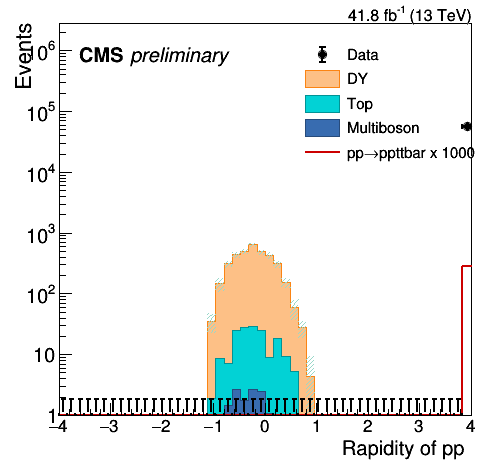 41.8 fb⁻¹ (13 TeV)
Events
CMS preliminary
Data
DY
Top
Multiboson
pp→ppttbar x 1000
10⁶
10⁵
10⁴
10³
10²
10
1
−4 −3 −2 −1 0 1 2 3 4
Rapidity of pp